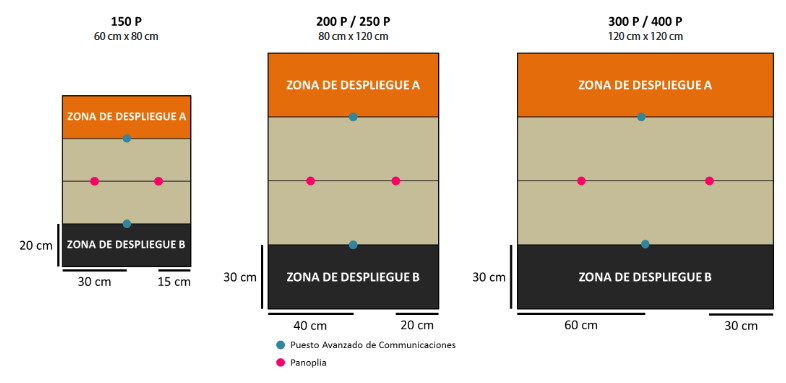 150 P
60 cm x 80 cm
ZONA DE DESPLIEGUE A
ZONA DE DESPLIEGUE B
20 cm
30 cm
15 cm
200 P / 250 P
80 cm x 120 cm
ZONA DE DESPLIEGUE A
ZONA DE DESPLIEGUE B
30 cm
40 cm
20 cm
300 P / 400 P
120 cm x 120 cm
ZONA DE DESPLIEGUE A
ZONA DE DESPLIEGUE B
30 cm
60 cm
30 cm
Puesto Avanzado de Communicaciones
Panoplia